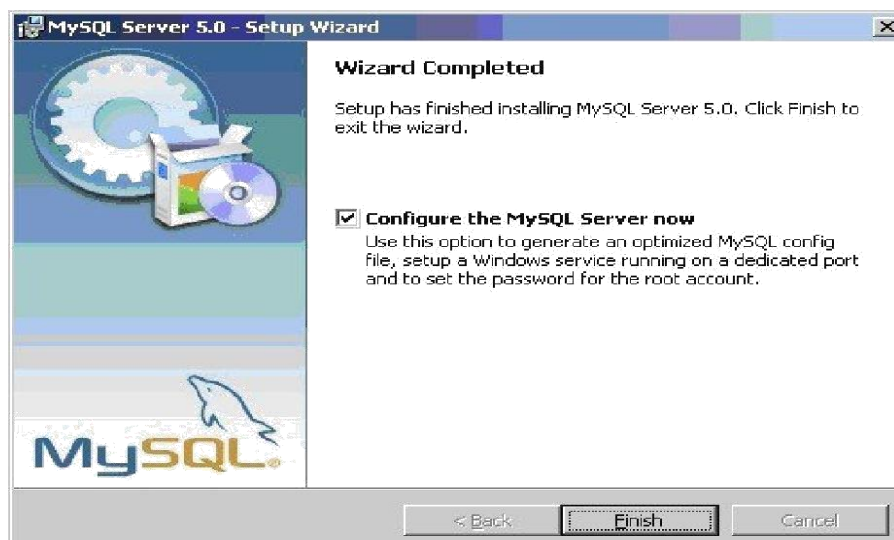 MySQL Server 5.0 - Setup Wizard
Wizard Completed
Setup has finished installing MySQL Server 5.0. Click Finish to
exit the wizard.
Configure the MySQL Server now
Use this option to generate an optimized MySQL config
file, setup a Windows service running on a dedicated port
and to set the password for the root account.
MySQL®
< Back
Finish
Cancel